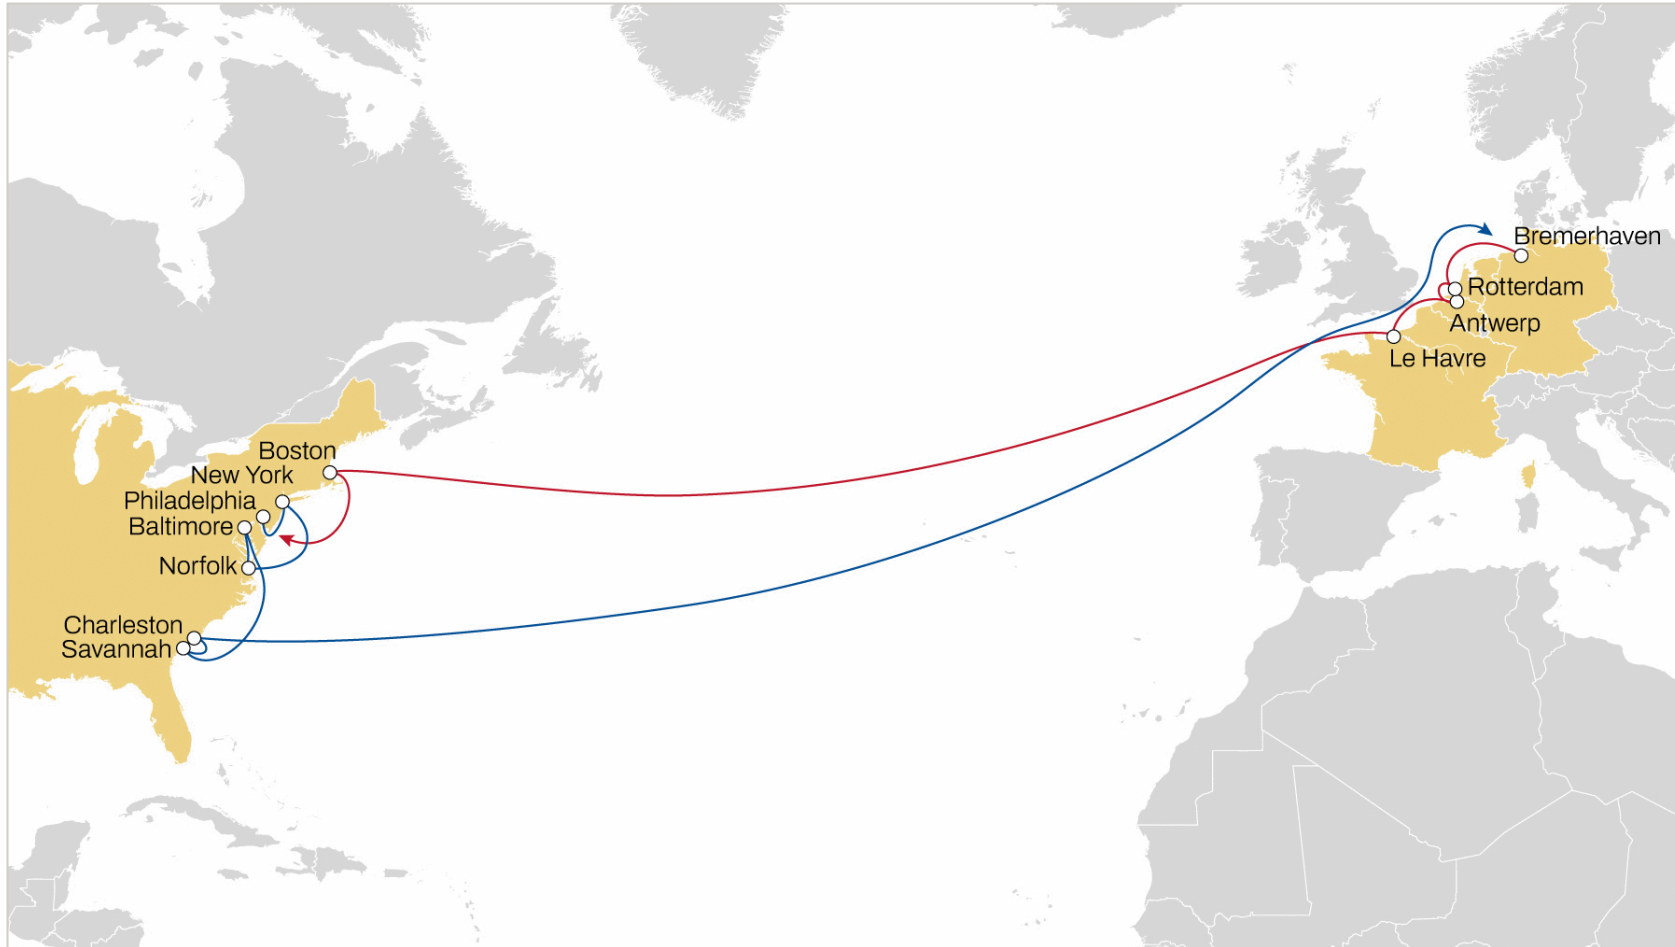 Bremerhaven
Rotterdam
Antwerp
Le Havre
Boston
New York
Philadelphia
Baltimore
Norfolk
Charleston
Savannah